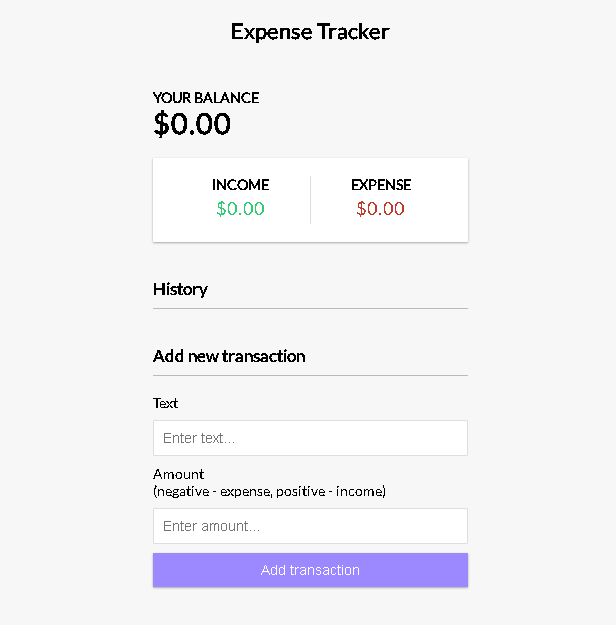 Expense Tracker
YOUR BALANCE
$0.00
INCOME
EXPENSE
$0.00
$0.00
History
Add new transaction
Text
Enter text...
Amount
(negative - expense, positive - income)
Enter amount...
Add transaction